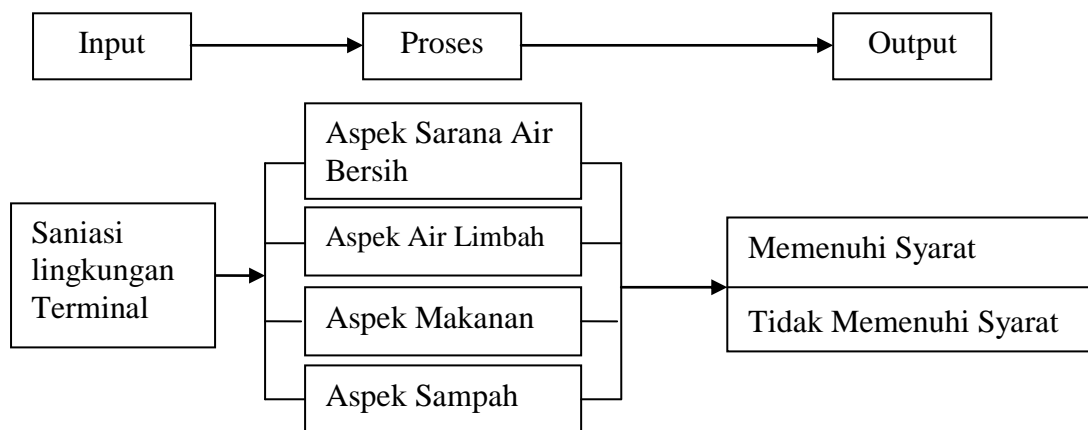 Input
Proses
Output
Aspek Sarana Air
Bersih
Saniasi
lingkungan
Terminal
Aspek Air Limbah
Aspek Makanan
Aspek Sampah
Memenuhi Syarat
Tidak Memenuhi Syarat